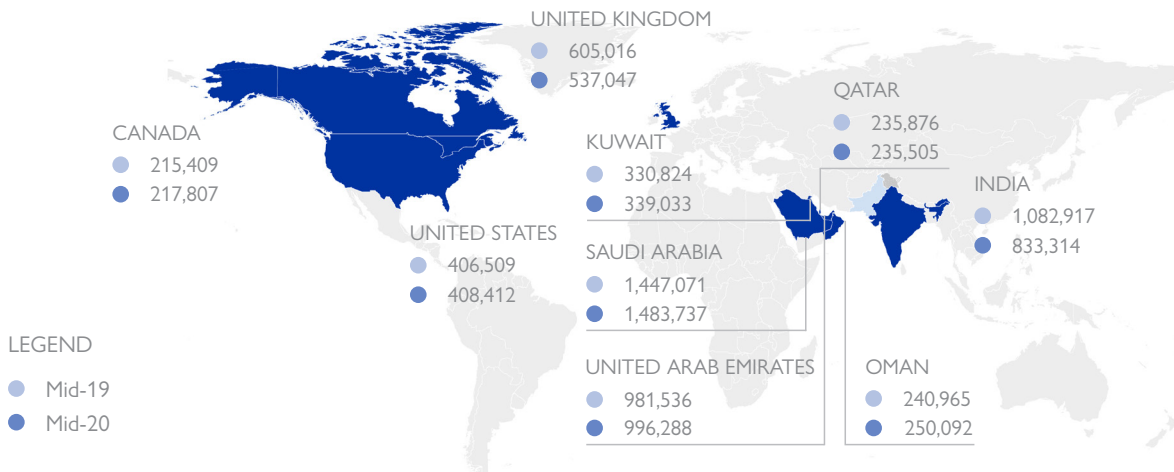 UNITED KINGDOM
605,016
537,047
QATAR
235,876
235,505
CANADA
215,409
217,807
KUWAIT
330,824
339,033
INDIA
1,082,917
833,314
UNITED STATES
406,509
408,412
SAUDI ARABIA
1,447,071
1,483,737
LEGEND
Mid-19
Mid-20
UNITED ARAB EMIRATES
981,536
996,288
OMAN
240,965
250,092